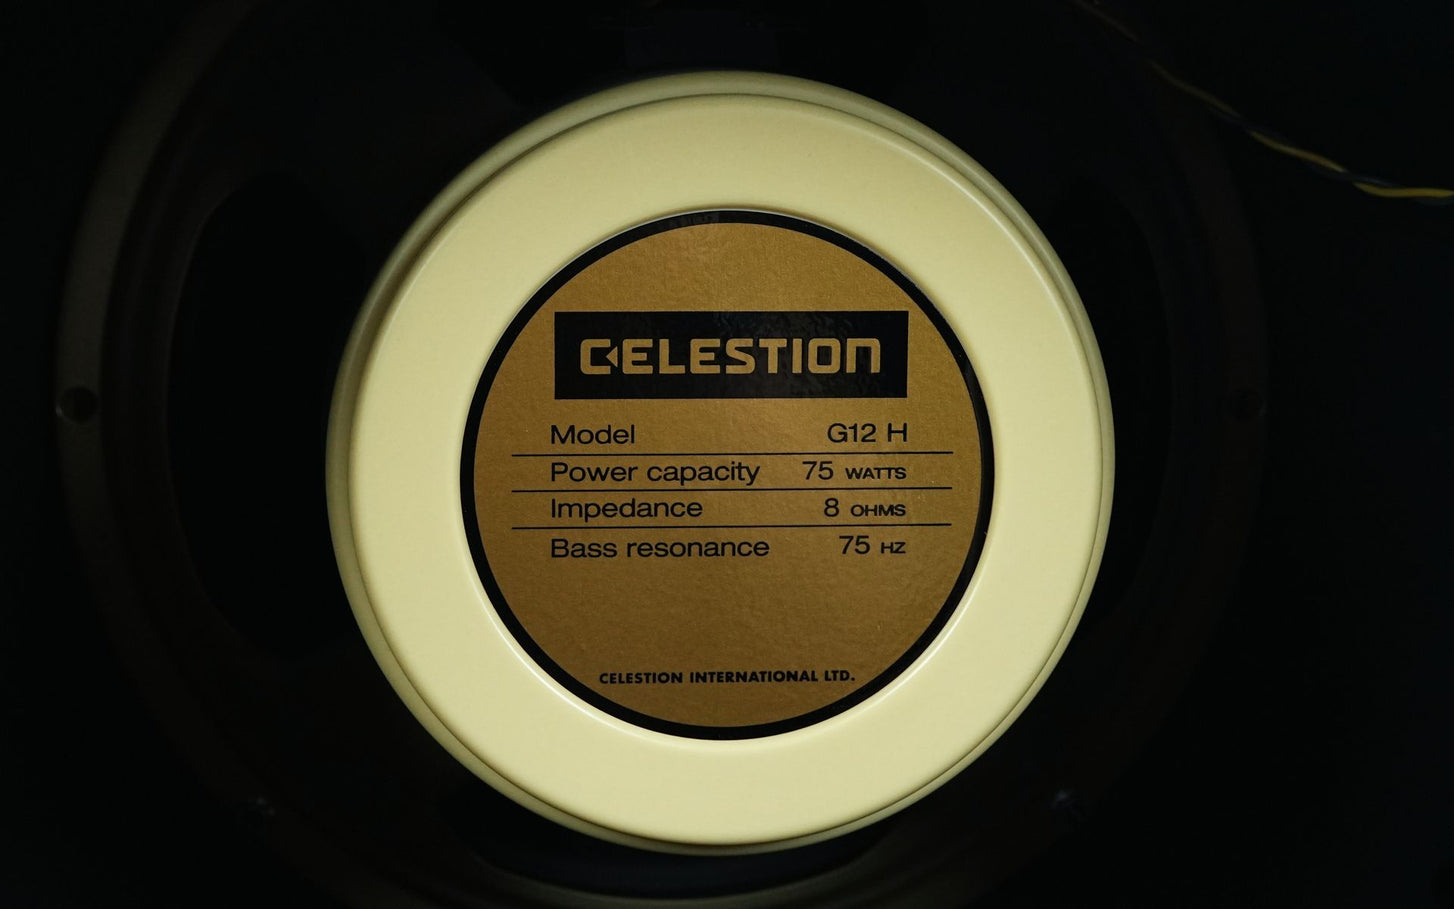 CELESTION
Model G12 H
Power capacity 75 WATTS
Impedance 8 OHMS
Bass resonance 75 HZ
CELESTION INTERNATIONAL LTD.